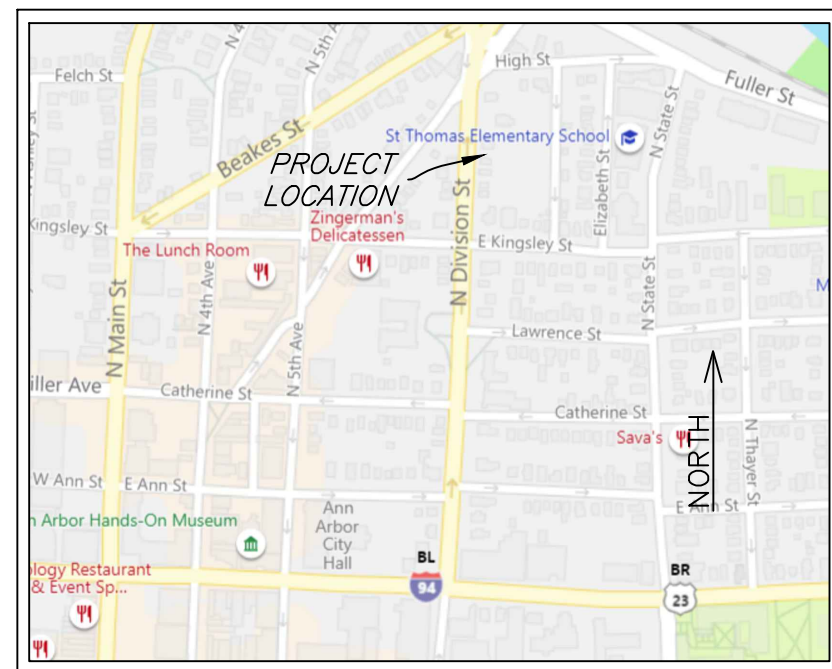 N 4
N 5th A
High St
Felch St
Fuller St
Beakes St
St Thomas Elementary School
N State St
PROJECT
LOCATION
Elizabeth St
Kingsley St
Zingerman's
Delicatessen
The Lunch Room
E Kingsley St
N Division St
N 4th Ave
N Main St
N State St
M
Lawrence St
N 5th Ave
iller Ave
Catherine St
Catherine St
Sava's
NORTH
N Thayer St
W Ann St
E Ann St
E Ann St
n Arbor Hands-On Museum
Ann
Arbor
City
Hall
ology Restaurant
& Event Sp...
BL
94
BR
23